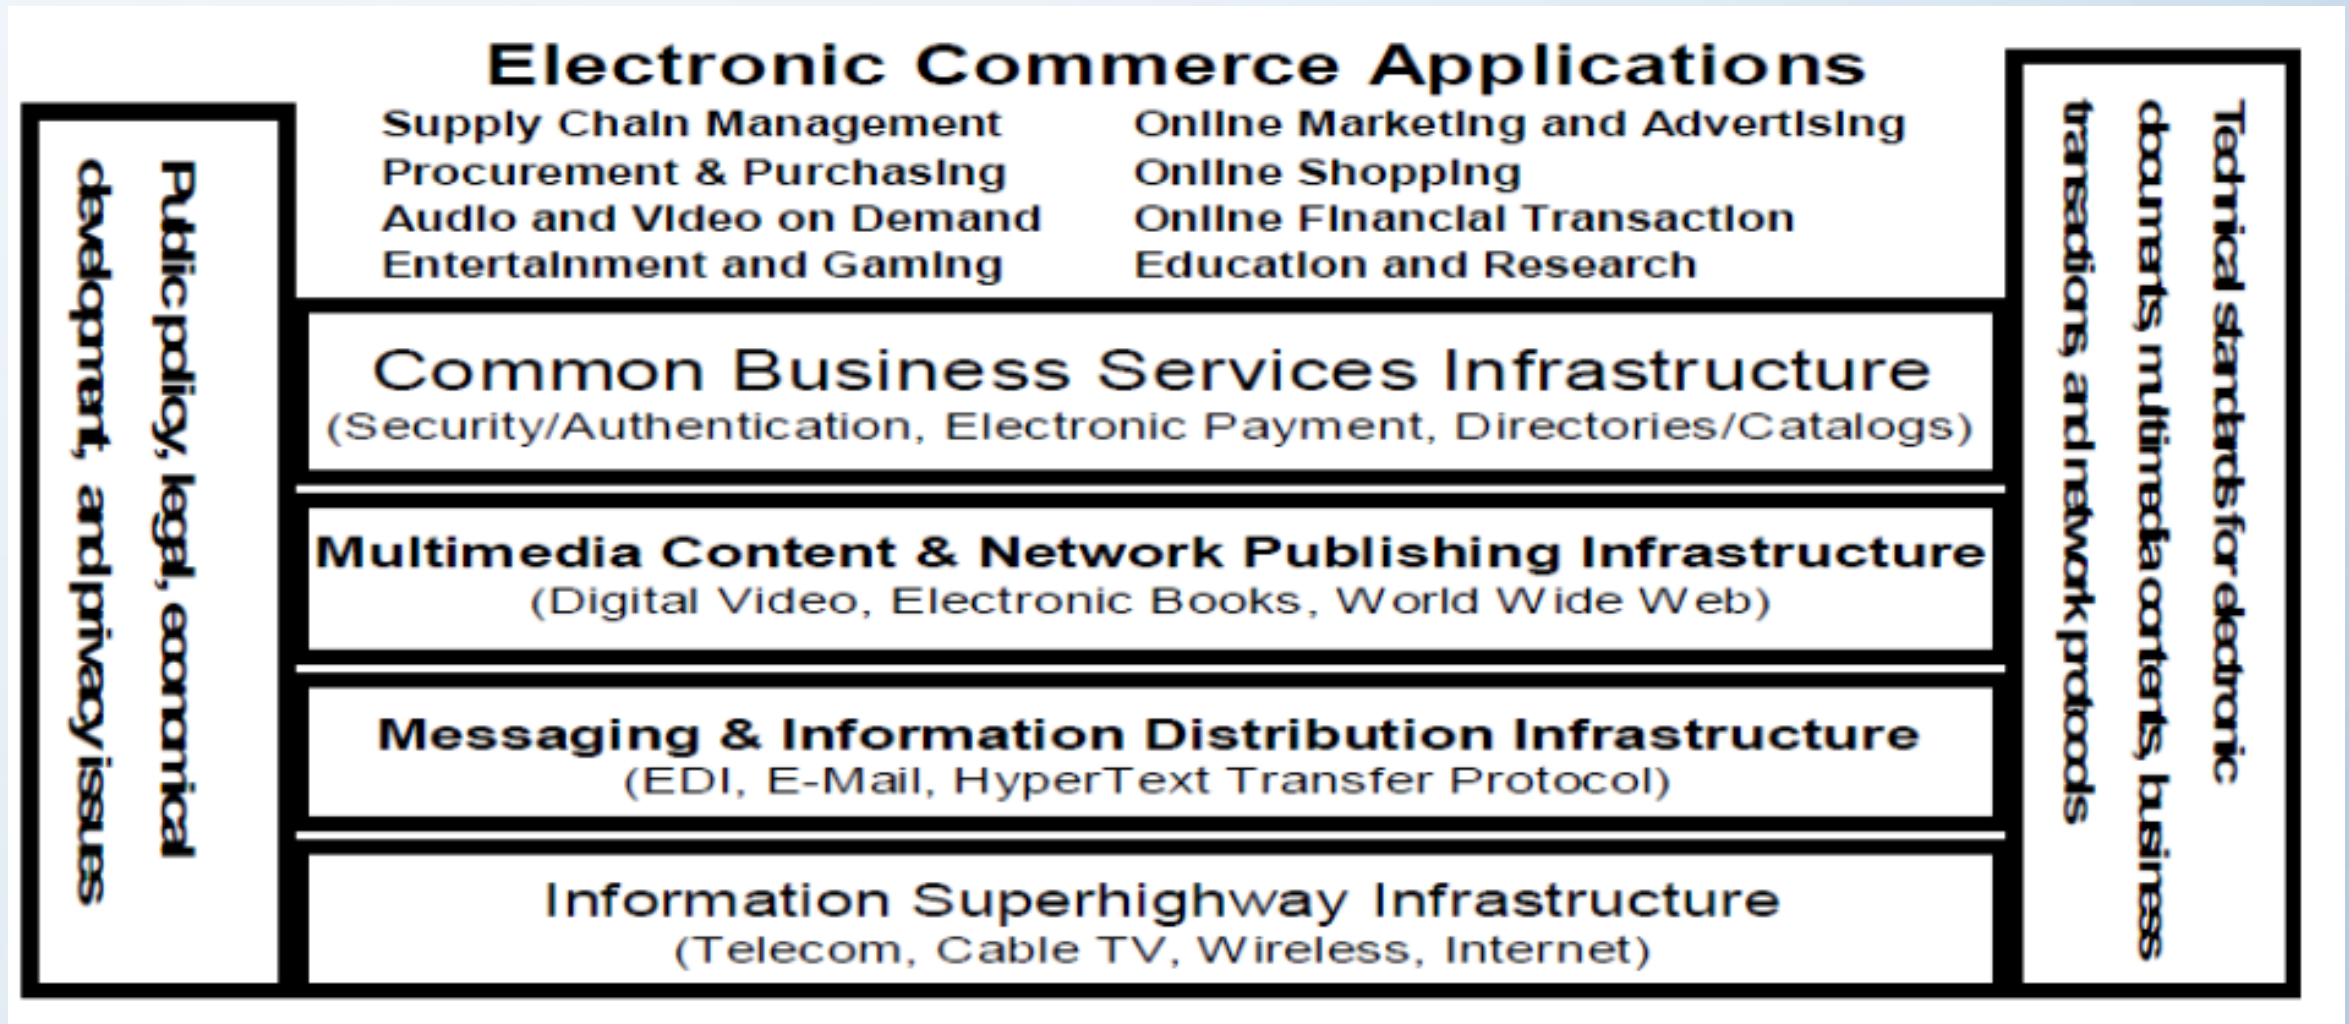 Electronic Commerce Applications
Supply Chain Management
Procurement & Purchasing
Audio and Video on Demand
Entertainment and Gaming
Online Marketing and Advertising
Online Shopping
Online Financial Transaction
Education and Research
Public policy, legal, economical
development, and privacy issues
Common Business Services Infrastructure
(Security/Authentication, Electronic Payment, Directories/Catalogs)
Multimedia Content & Network Publishing Infrastructure
(Digital Video, Electronic Books, World Wide Web)
Messaging & Information Distribution Infrastructure
(EDI, E-Mail, HyperText Transfer Protocol)
Information Superhighway Infrastructure
(Telecom, Cable TV, Wireless, Internet)
Technical standards for electronic
documents, multimedia contents, business
transactions, and network protocols